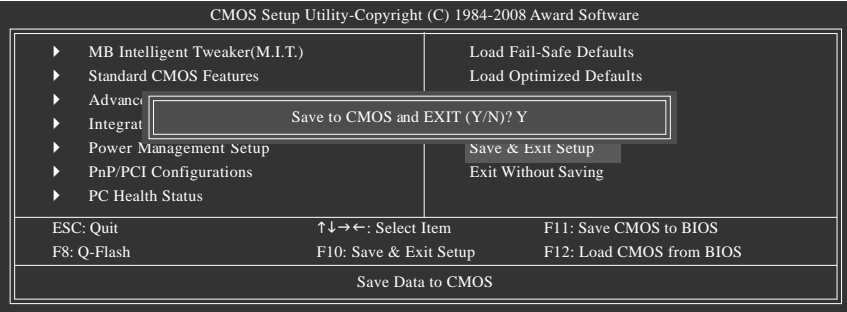 CMOS Setup Utility-Copyright (C) 1984-2008 Award Software
MB Intelligent Tweaker(M.I.T.) Load Fail-Safe Defaults
Standard CMOS Features Load Optimized Defaults
Advanc
Integrat
Save to CMOS and EXIT (Y/N)? Y
Power Management Setup Save & Exit Setup
PnP/PCI Configurations Exit Without Saving
PC Health Status
ESC: Quit ↑↓→←: Select Item F11: Save CMOS to BIOS
F8: Q-Flash F10: Save & Exit Setup F12: Load CMOS from BIOS
Save Data to CMOS